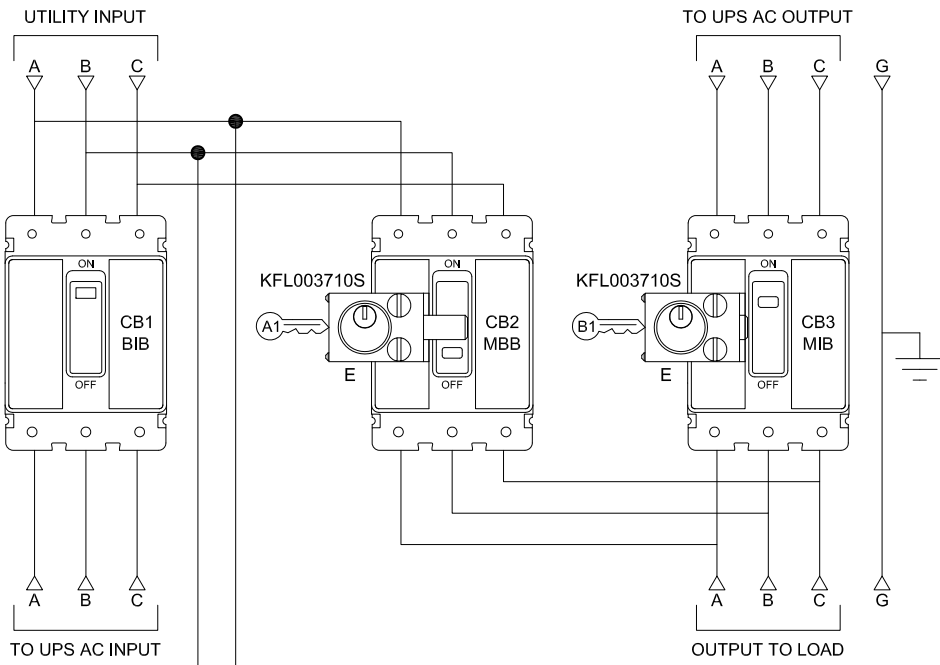 UTILITY INPUT
TO UPS AC OUTPUT
A B C
A B C G
ON
ON
ON
KFL003710S
KFL003710S
A1
B1
CB1
BIB
CB2
MBB
CB3
MIB
E
E
OFF
OFF
OFF
A B C
A B C G
TO UPS AC INPUT
OUTPUT TO LOAD